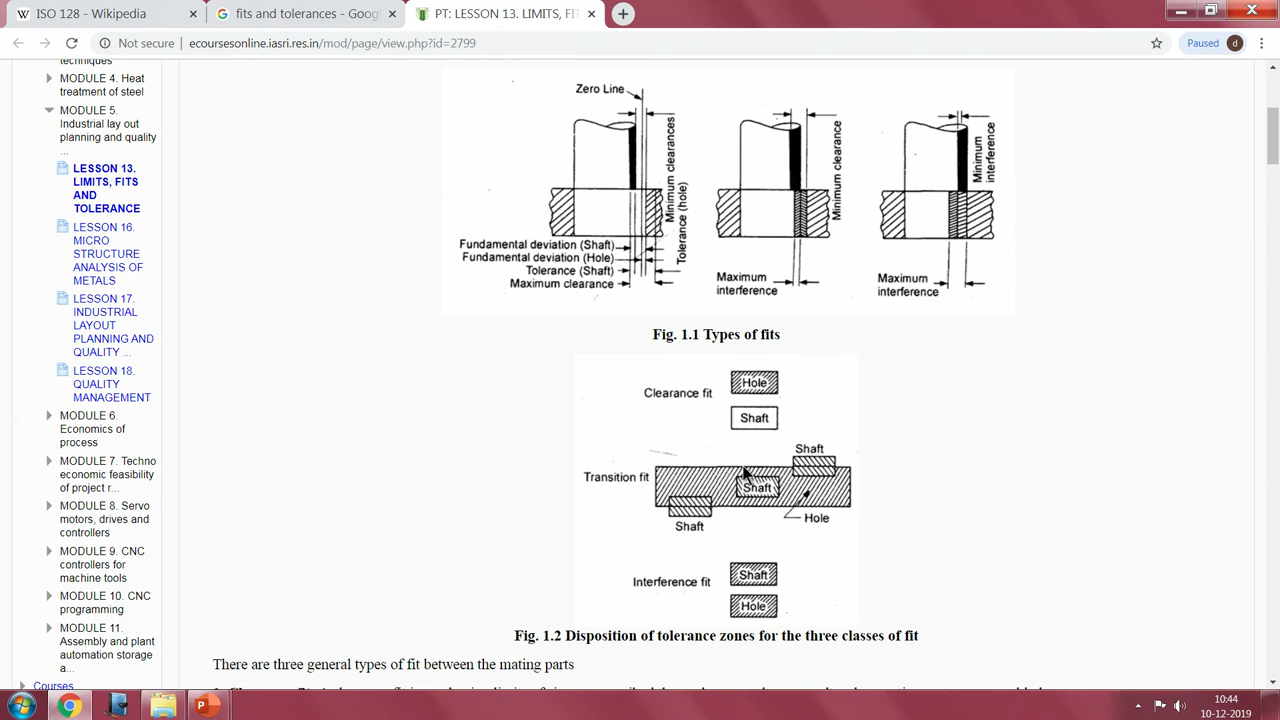 ISO 128 - Wikipedia
fits and tolerances - Goog
PT: LESSON 13. LIMITS, FI
Not secure
ecoursesonline.iasri.res.in/mod/page/view.php?id=2799
Paused
d
techniques
MODULE 4. Heat
treatment of steel
MODULE 5.
Industrial lay out
planning and quality
...
LESSON 13.
LIMITS, FITS
AND
TOLERANCE
LESSON 16.
MICRO
STRUCTURE
ANALYSIS OF
METALS
LESSON 17.
INDUSTRIAL
LAYOUT
PLANNING AND
QUALITY ...
LESSON 18.
QUALITY
MANAGEMENT
MODULE 6.
Economics of
process
MODULE 7. Techno
economic feasibility
of project r...
MODULE 8. Servo
motors, drives and
controllers
MODULE 9. CNC
controllers for
machine tools
MODULE 10. CNC
programming
MODULE 11.
Assembly and plant
automation storage
a...
Courses
Zero Line
Minimum clearances
Tolerance (hole)
Fundamental deviation (Shaft)
Fundamental deviation (Hole)
Tolerance (Shaft)
Maximum clearance
Minimum clearance
Maximum
interference
Minimum
interference
Maximum
interference
Fig. 1.1 Types of fits
Clearance fit
Hole
Shaft
Transition fit
Shaft
Shaft
Shaft
Hole
Interference fit
Shaft
Hole
Fig. 1.2 Disposition of tolerance zones for the three classes of fit
There are three general types of fit between the mating parts
10:44
10-12-2019